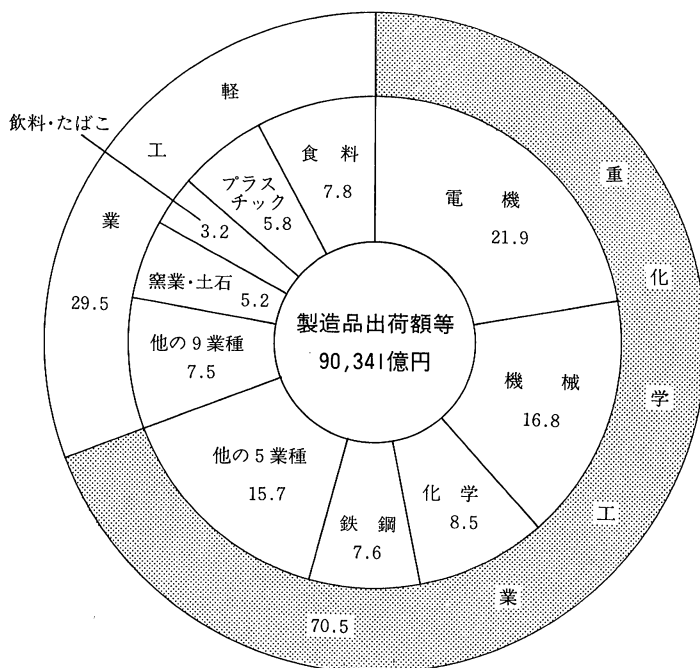 製造品出荷額等
90,341億円
重化学工業
70.5
電機
21.9
機械
16.8
化学
8.5
鉄鋼
7.6
他の5業種
15.7
軽工業
29.5
他の9業種
7.5
窯業・土石
5.2
飲料・たばこ
3.2
プラス
チック
5.8
食料
7.8